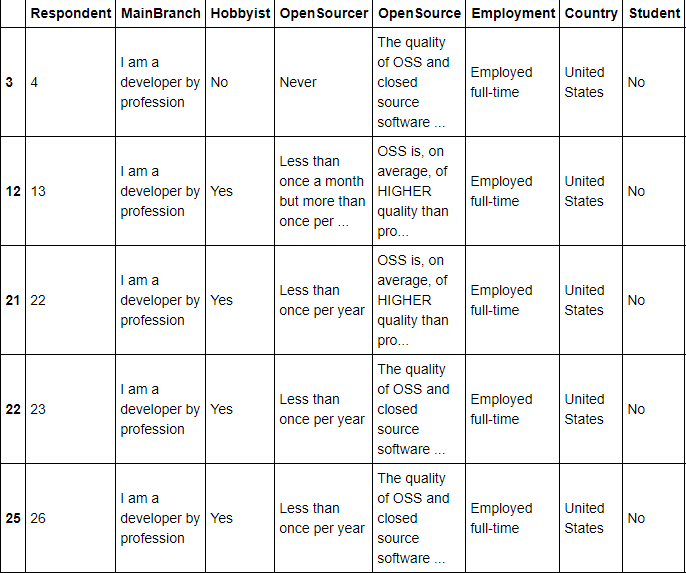 Respondent MainBranch Hobbyist OpenSourcer OpenSource Employment Country Student
3 4 I am a developer by profession No Never The quality of OSS and closed source software ... Employed full-time United States No
12 13 I am a developer by profession Yes Less than once a month but more than once per ... OSS is, on average, of HIGHER quality than pro... Employed full-time United States No
21 22 I am a developer by profession Yes Less than once per year OSS is, on average, of HIGHER quality than pro... Employed full-time United States No
22 23 I am a developer by profession Yes Less than once per year The quality of OSS and closed source software ... Employed full-time United States No
25 26 I am a developer by profession Yes Less than once per year The quality of OSS and closed source software ... Employed full-time United States No